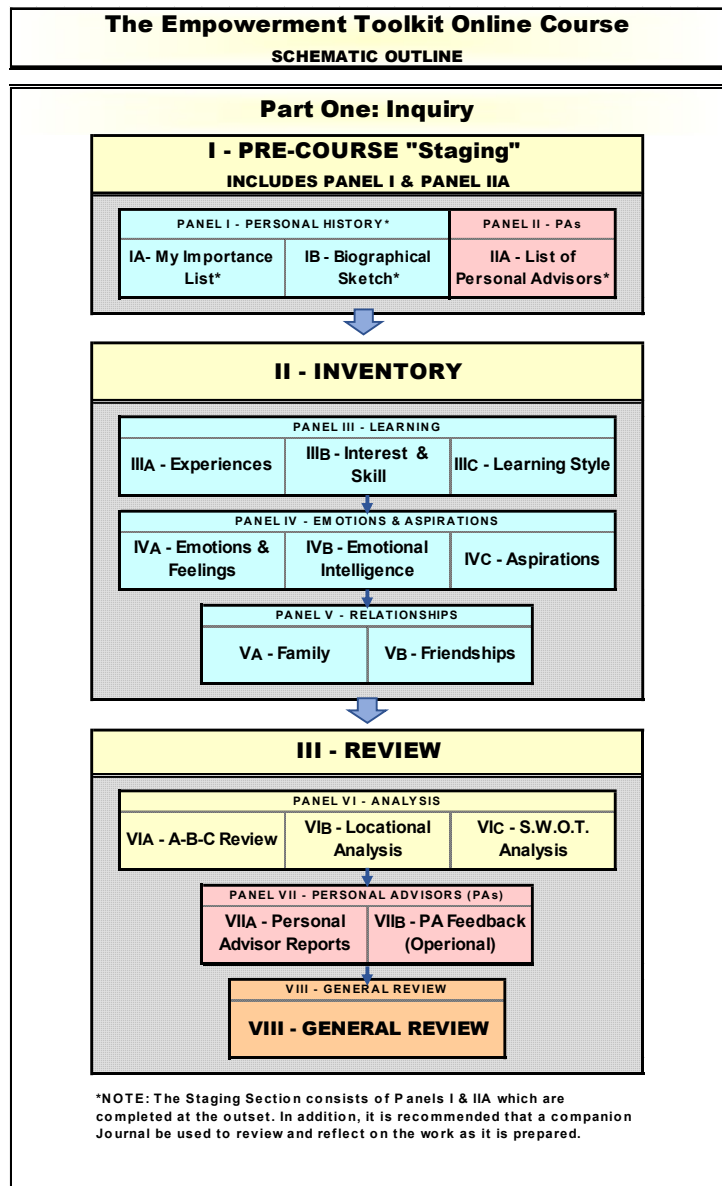 The Empowerment Toolkit Online Course
SCHEMATIC OUTLINE
Part One: Inquiry
I - PRE-COURSE "Staging"
INCLUDES PANEL I & PANEL IIA
PANEL I - PERSONAL HISTORY*
PANEL II - PAs
IA- My Importance
List*
IB - Biographical
Sketch*
IIA - List of
Personal Advisors*
II - INVENTORY
PANEL III - LEARNING
IIIA - Experiences
IIIB - Interest &
Skill
IIIC - Learning Style
PANEL IV - EMOTIONS & ASPIRATIONS
IVA - Emotions &
Feelings
IVB - Emotional
Intelligence
IVC - Aspirations
PANEL V - RELATIONSHIPS
VA - Family
VB - Friendships
III - REVIEW
PANEL VI - ANALYSIS
VIA - A-B-C Review
VIB - Locational
Analysis
VIC - S.W.O.T.
Analysis
PANEL VII - PERSONAL ADVISORS (PAs)
VIIA - Personal
Advisor Reports
VIIB - PA Feedback
(Operional)
VIII - GENERAL REVIEW
VIII - GENERAL REVIEW
*NOTE: The Staging Section consists of Panels I & IIA which are
completed at the outset. In addition, it is recommended that a companion
Journal be used to review and reflect on the work as it is prepared.